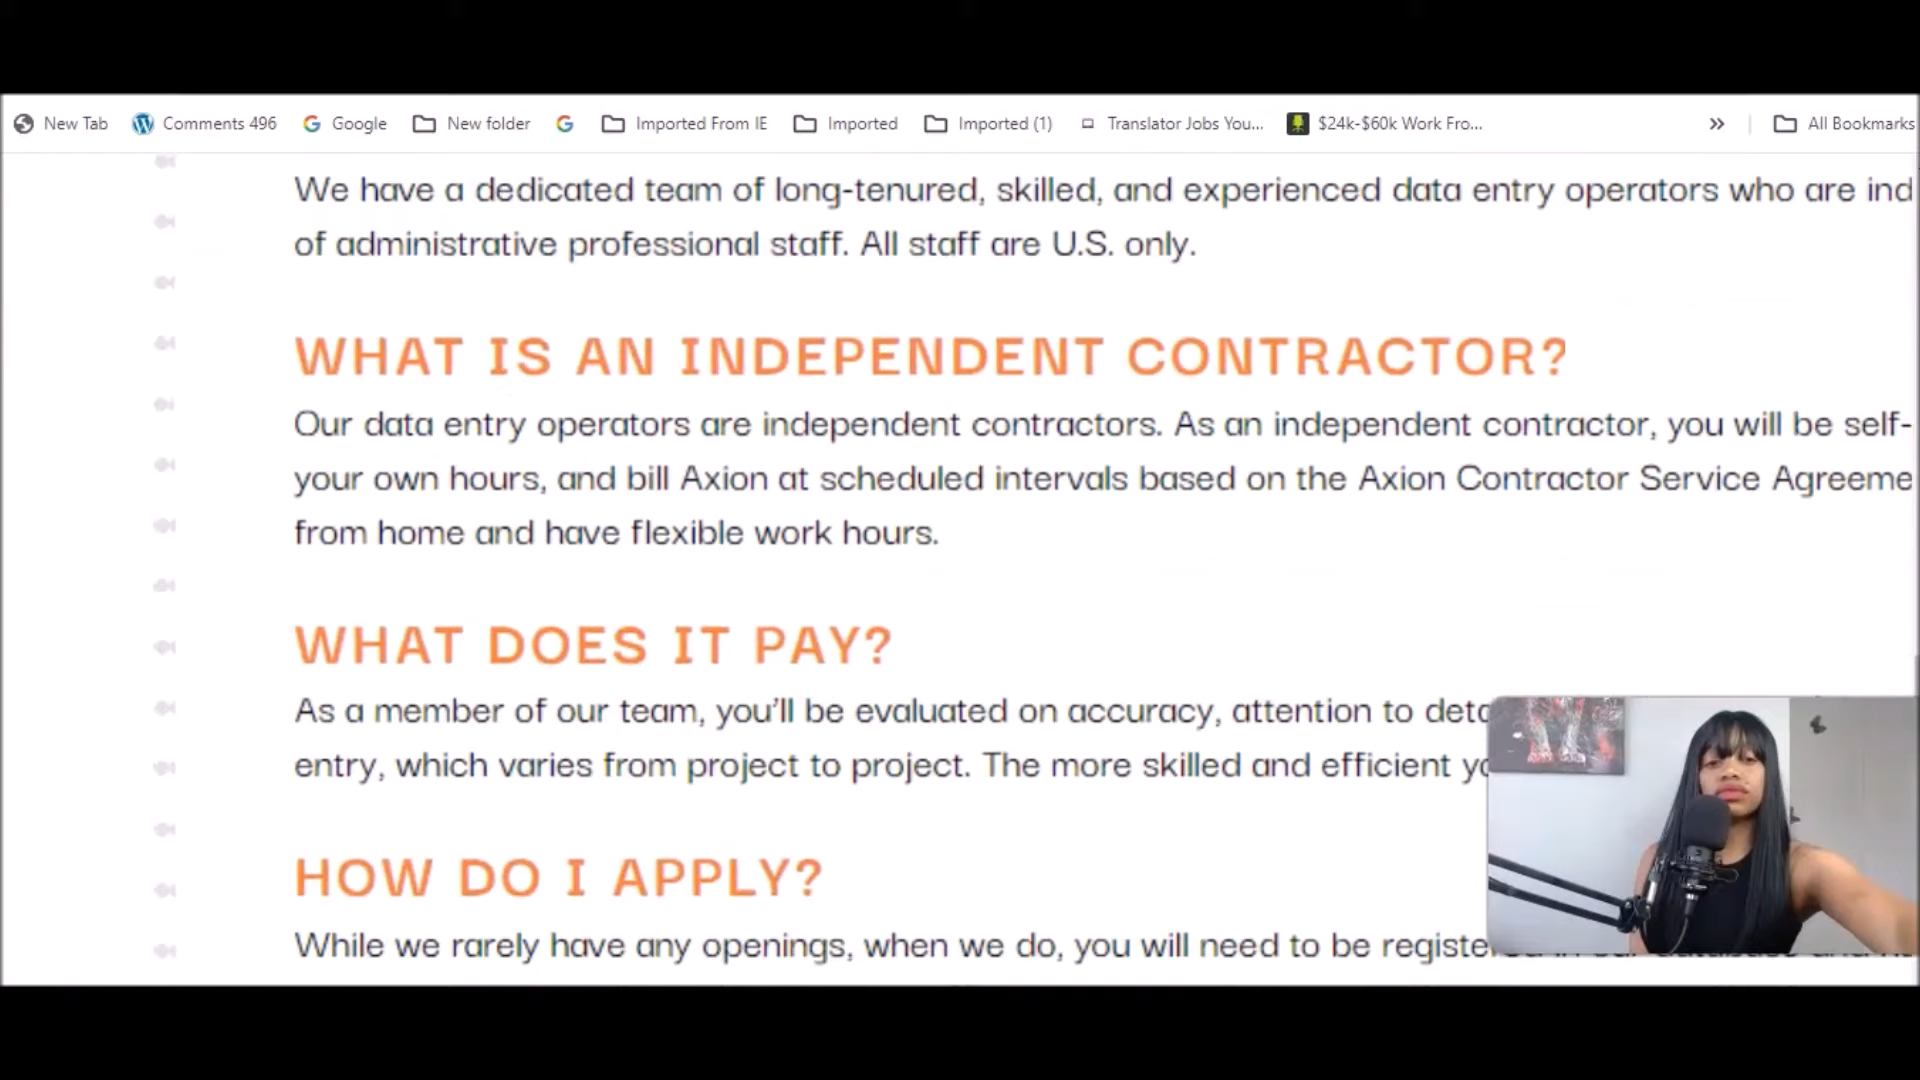 New Tab Comments 496 Google New folder Imported From IE Imported Imported (1) Translator Jobs You... $24k-$60k Work Fro... » All Bookmarks
We have a dedicated team of long-tenured, skilled, and experienced data entry operators who are ind
of administrative professional staff. All staff are U.S. only.
WHAT IS AN INDEPENDENT CONTRACTOR?
Our data entry operators are independent contractors. As an independent contractor, you will be self-
your own hours, and bill Axion at scheduled intervals based on the Axion Contractor Service Agreeme
from home and have flexible work hours.
WHAT DOES IT PAY?
As a member of our team, you'll be evaluated on accuracy, attention to
entry, which varies from project to project. The more skilled and efficient
HOW DO I APPLY?
While we rarely have any openings, when we do, you will need to be